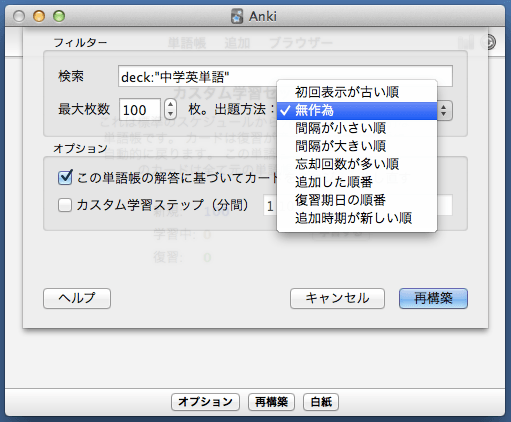 Anki
フィルター
単語帳 追加 ブラウザー
検索
deck:"中学英単語"
カスタム学習セ
最大枚数
100
枚。出題方法：
初回表示が古い順
✓ 無作為
間隔が小さい順
間隔が大きい順
忘却回数が多い順
追加した順番
復習期日の順番
追加時期が新しい順
オプション
この単語帳の解答に基づいてカード
カスタム学習ステップ（分間）
1
学習中: 0
復習: 0
ヘルプ
キャンセル
再構築
オプション
再構築
白紙